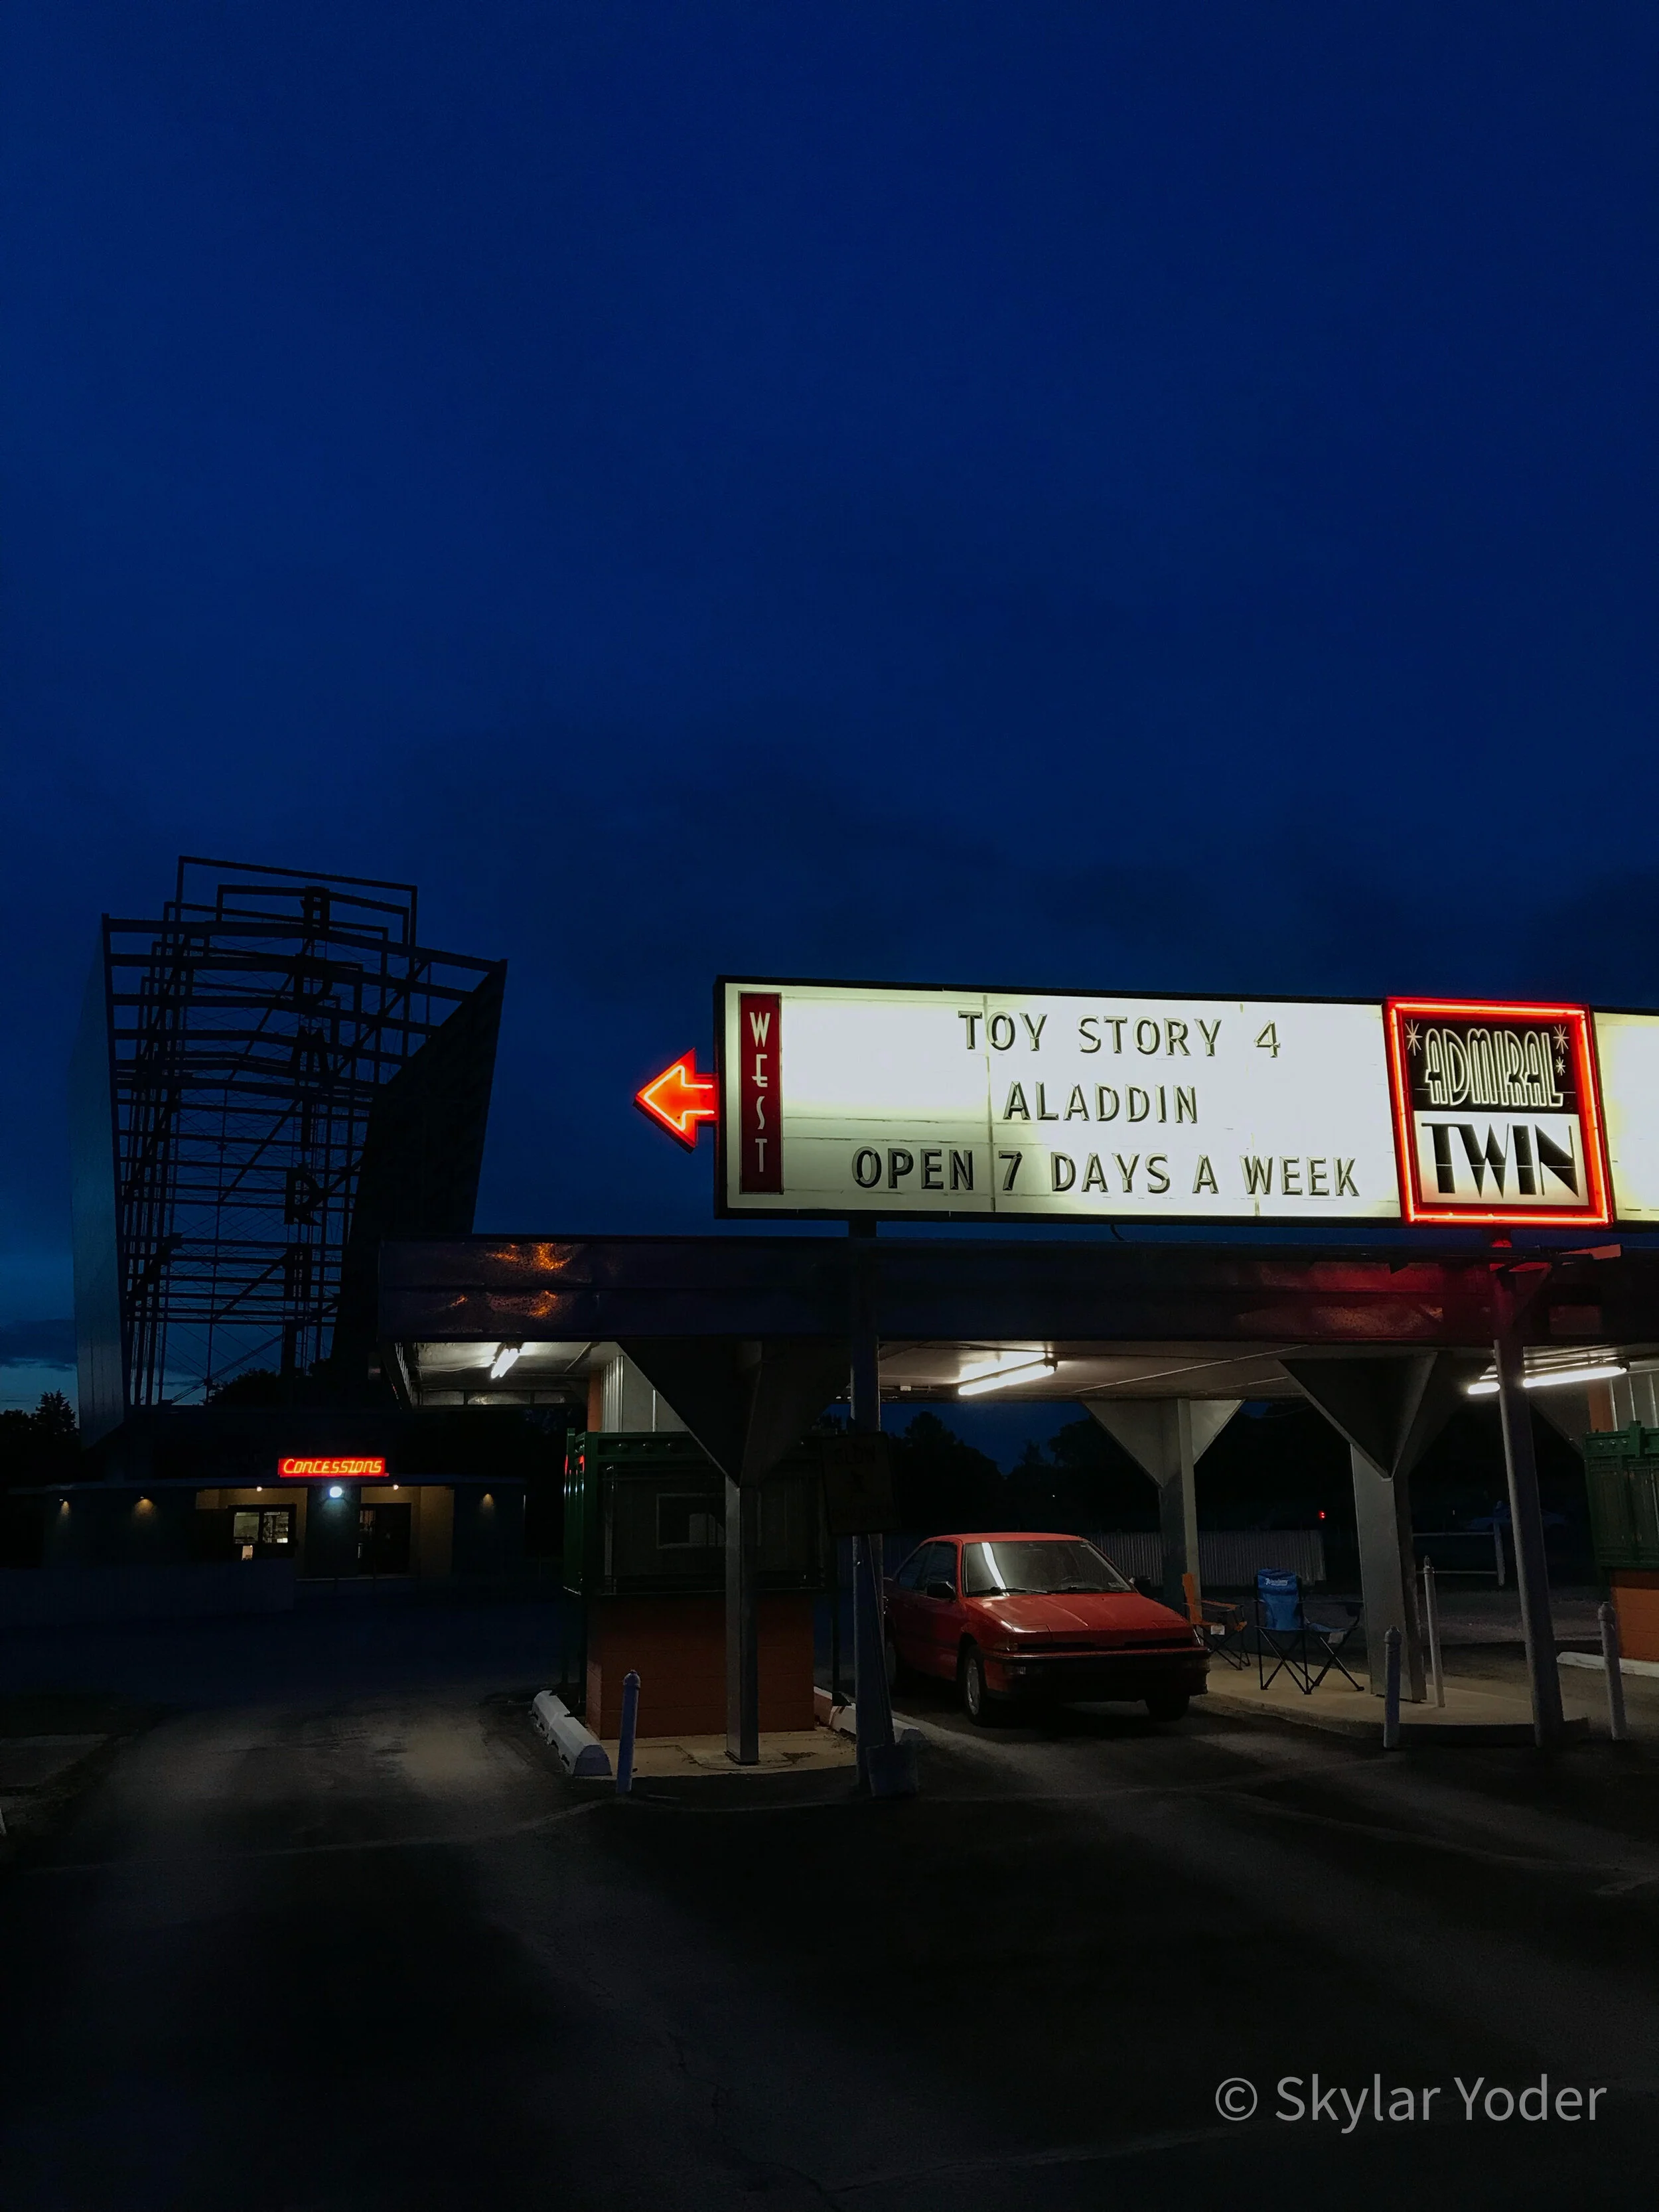 WEST
TOY STORY 4
ALADDIN
OPEN 7 DAYS A WEEK
ADMIRAL
TWIN
CONCESSIONS
© Skylar Yoder